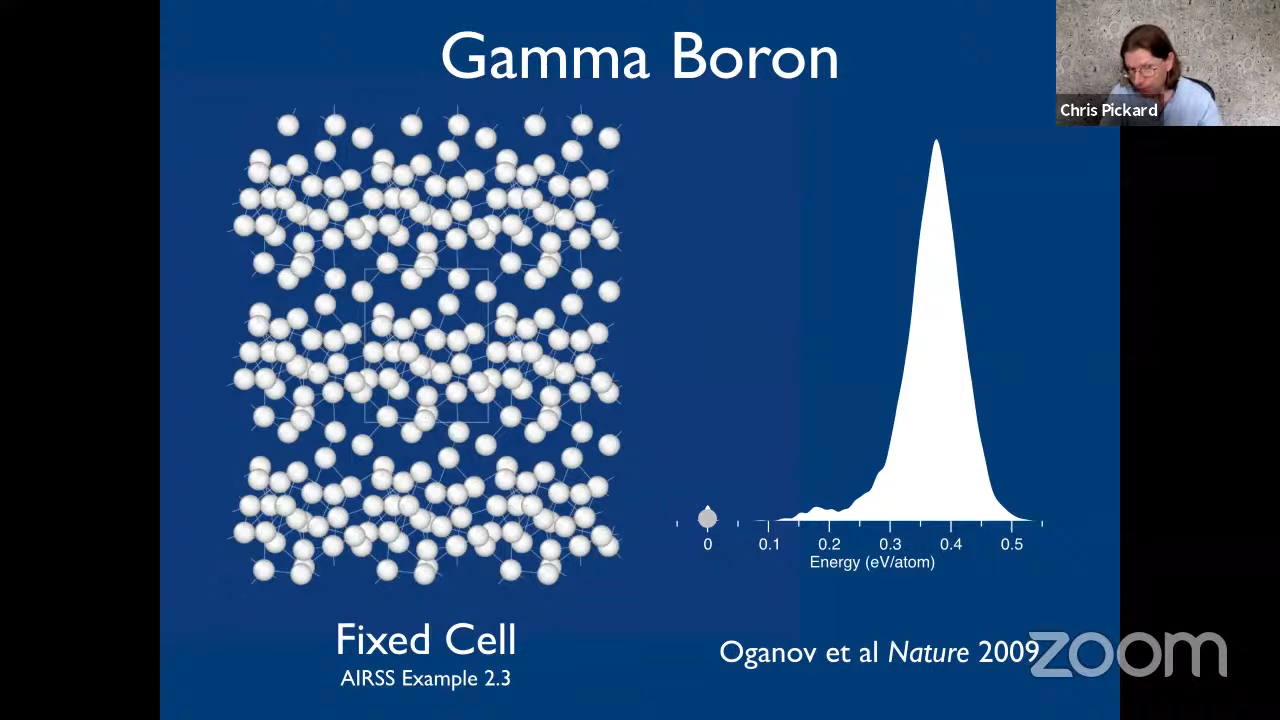 Gamma Boron
Chris Pickard
0 0.1 0.2 0.3 0.4 0.5
Energy (eV/atom)
Fixed Cell
AIRSS Example 2.3
Oganov et al Nature 2009
zoom